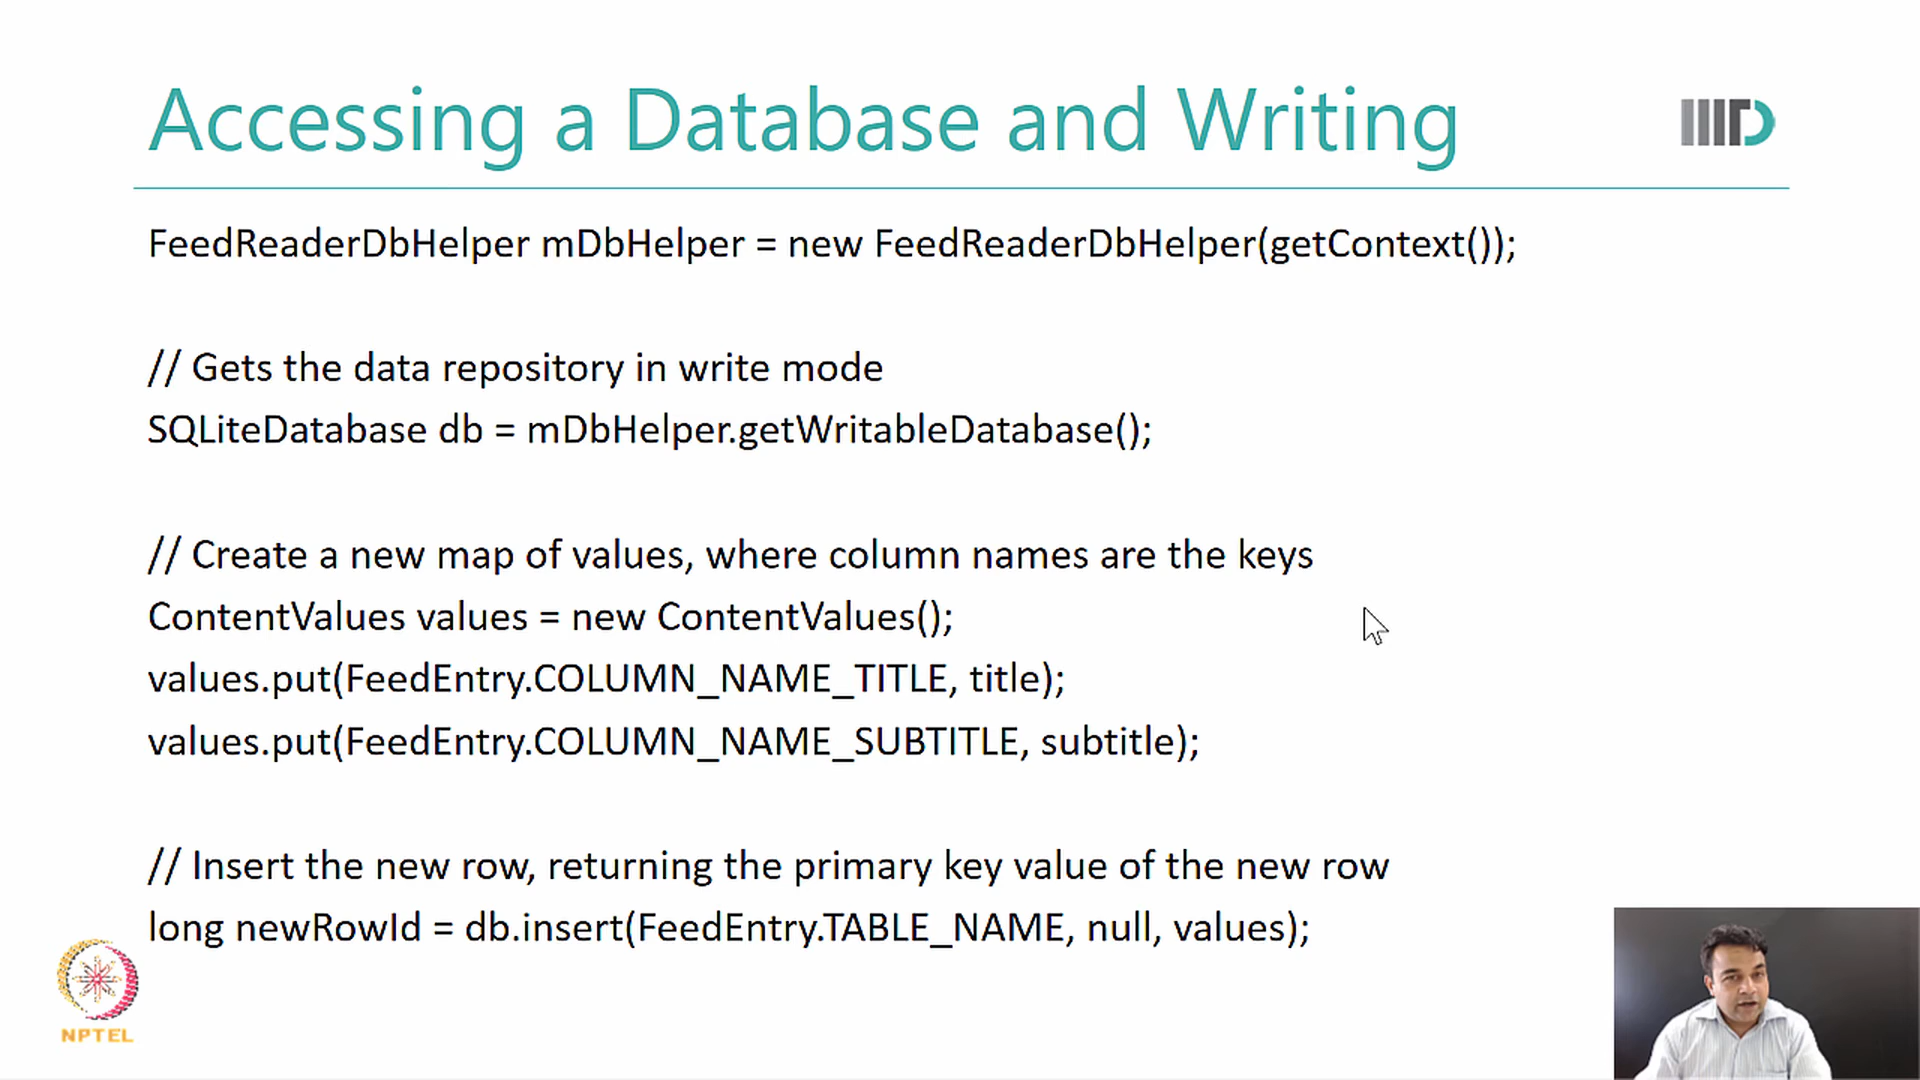 Accessing a Database and Writing
FeedReaderDbHelper mDbHelper = new FeedReaderDbHelper(getContext());
// Gets the data repository in write mode
SQLiteDatabase db = mDbHelper.getWritableDatabase();
// Create a new map of values, where column names are the keys
ContentValues values = new ContentValues();
values.put(FeedEntry.COLUMN_NAME_TITLE, title);
values.put(FeedEntry.COLUMN_NAME_SUBTITLE, subtitle);
// Insert the new row, returning the primary key value of the new row
long newRowId = db.insert(FeedEntry.TABLE_NAME, null, values);
NPTEL